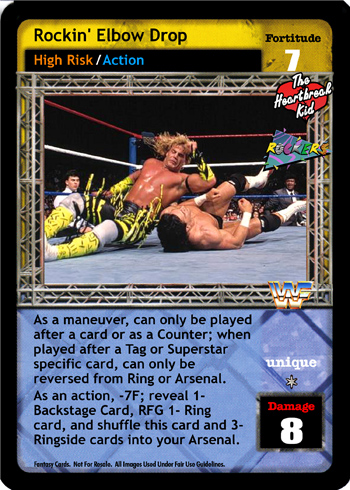 Rockin' Elbow Drop
Fortitude
High Risk /Action
7
The
Heartbreak
Kid
ROCKERS
WWF
As a maneuver, can only be played
after a card or as a Counter; when
played after a Tag or Superstar
specific card, can only be
reversed from Ring or Arsenal.
As an action, -7F; reveal 1-
Backstage Card, RFG 1- Ring
card, and shuffle this card and 3-
Ringside cards into your Arsenal.
unique
Damage
8
Fantasy Cards. Not For Resale. All Images Used Under Fair Use Guidelines.